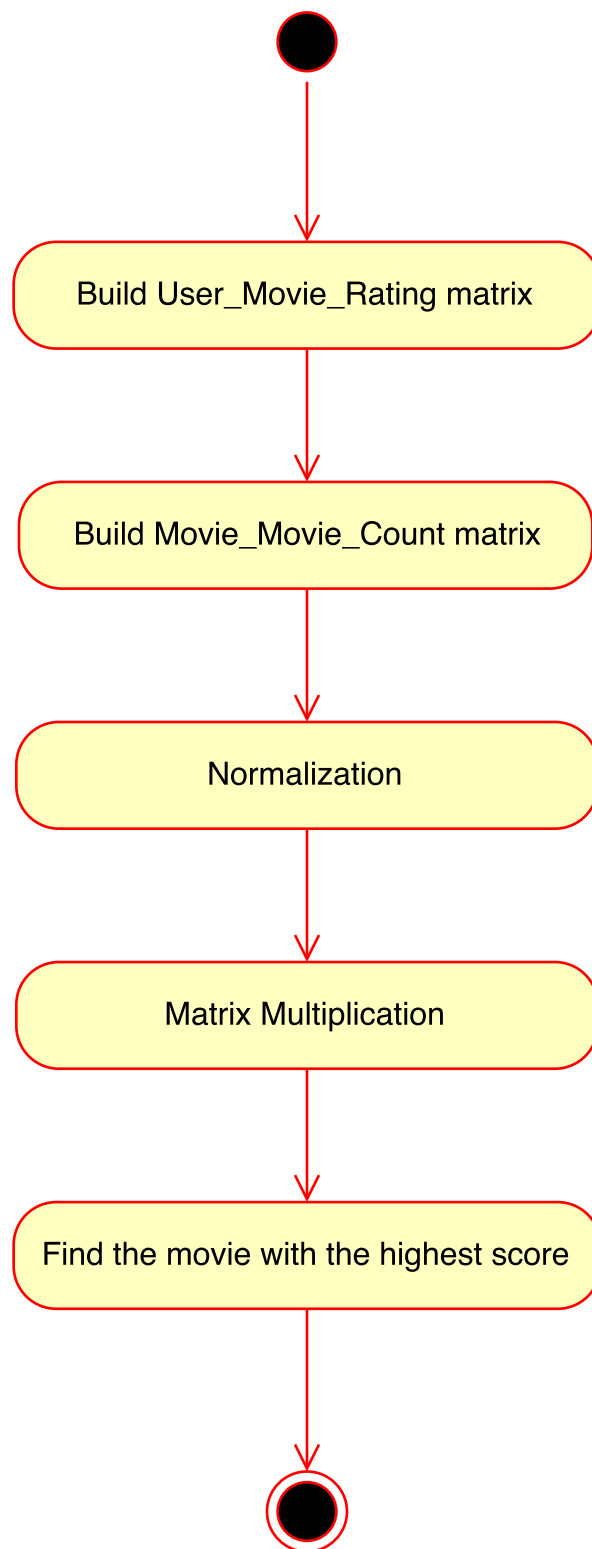 Build User_Movie_Rating matrix
Build Movie_Movie_Count matrix
Normalization
Matrix Multiplication
Find the movie with the highest score